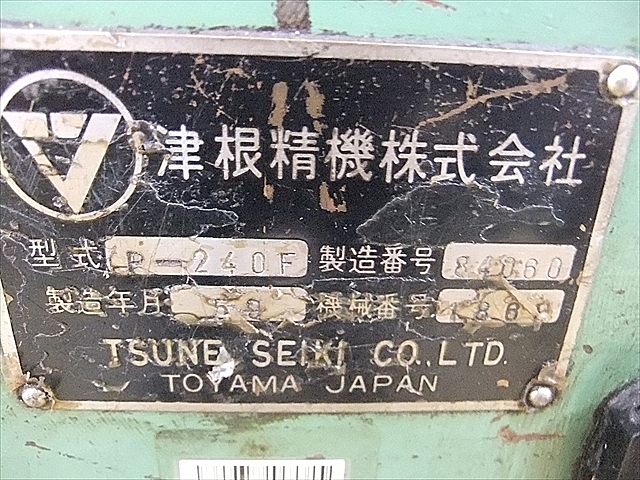 津根精機株式会社
型式 P-240F 製造番号 84060
製造年月 機械番号
TSUNE SEIKI CO.,LTD.
TOYAMA JAPAN